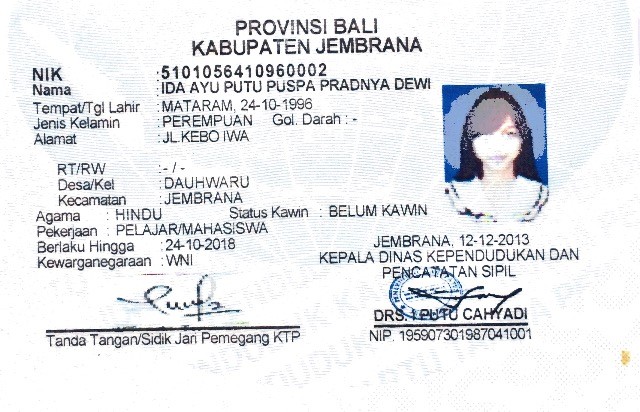 PROVINSI BALI
KABUPATEN JEMBRANA
NIK : 5101056410960002
Nama : IDA AYU PUTU PUSPA PRADNYA DEWI
Tempat/Tgl Lahir : MATARAM, 24-10-1996
Jenis Kelamin : PEREMPUAN Gol. Darah : -
Alamat : JL.KEBO IWA
RT/RW : - / -
Desa/Kel : DAUHWARU
Kecamatan : JEMBRANA
Agama : HINDU Status Kawin : BELUM KAWIN
Pekerjaan : PELAJAR/MAHASISWA
Berlaku Hingga : 24-10-2018
Kewarganegaraan : WNI
JEMBRANA, 12-12-2013
KEPALA DINAS KEPENDUDUKAN DAN
PENCATATAN SIPIL
DRS. I PUTU CAHYADI
NIP. 195907301987041001
Tanda Tangan/Sidik Jari Pemegang KTP